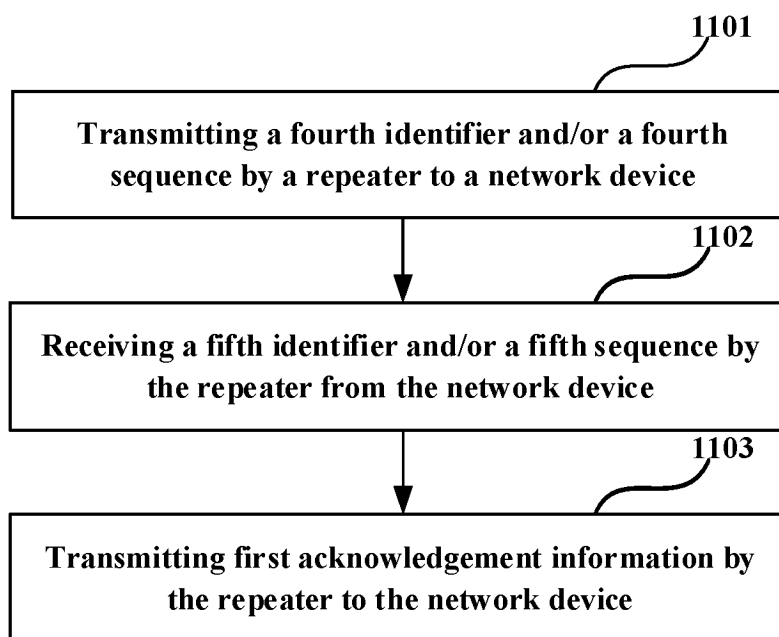 1101
Transmitting a fourth identifier and/or a fourth
sequence by a repeater to a network device
1102
Receiving a fifth identifier and/or a fifth sequence by
the repeater from the network device
1103
Transmitting first acknowledgement information by
the repeater to the network device